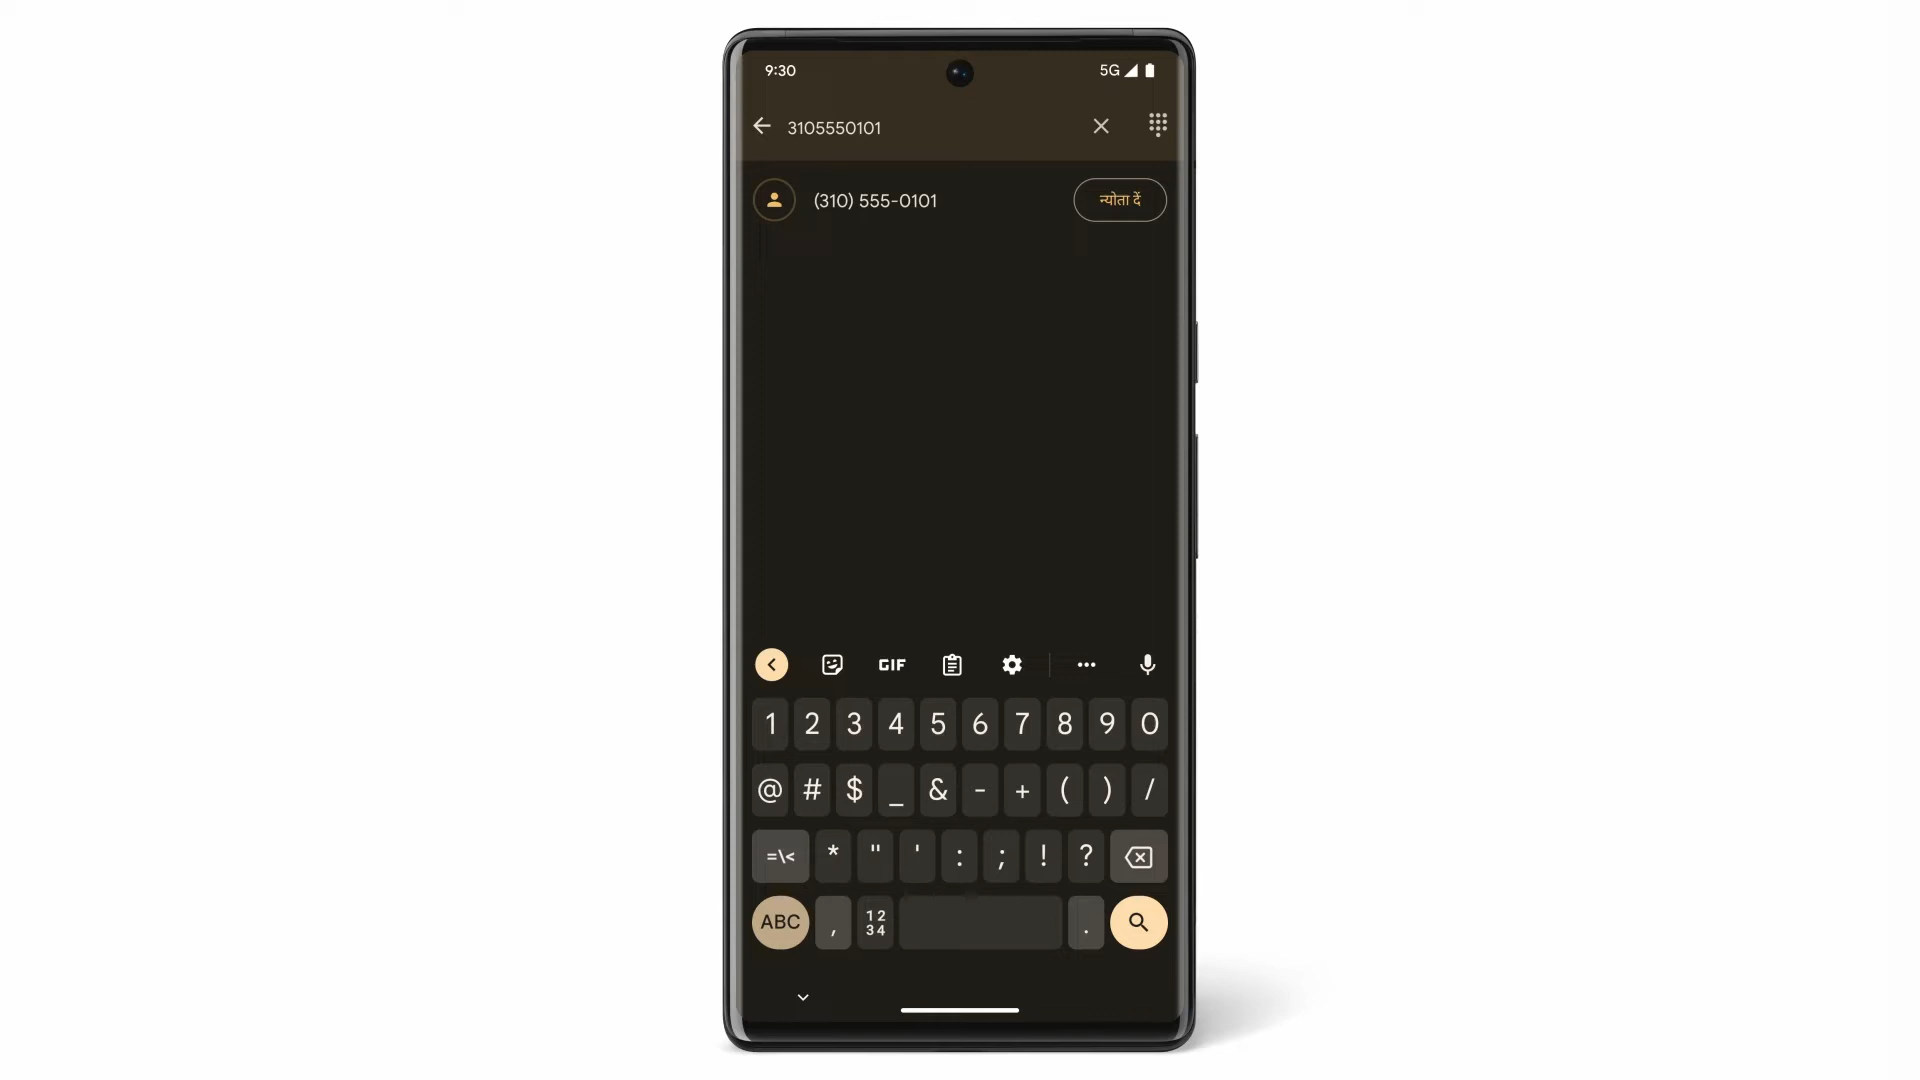 9:30 5G
3105550101
(310) 555-0101 न्योता दें
GIF
1 2 3 4 5 6 7 8 9 0
@ # $ _ & - + ( ) /
=\< * " ' : ; ! ?
ABC , 12 34 .